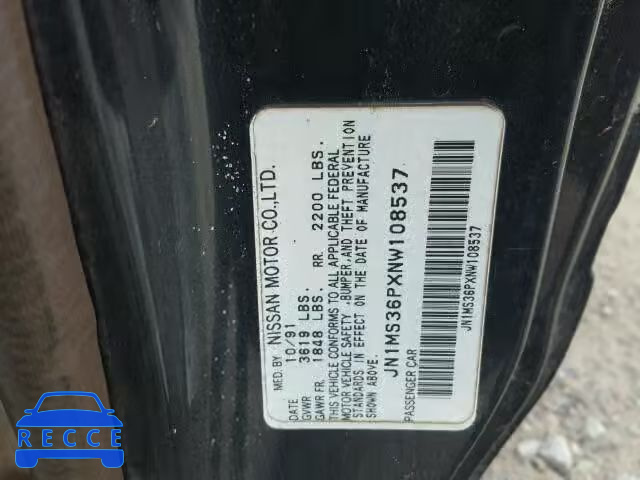 MFD. BY NISSAN MOTOR CO.,LTD.
DATE 10/91
GVWR 3619 LBS.
GAWR FR. 1848 LBS. RR. 2200 LBS.
THIS VEHICLE CONFORMS TO ALL APPLICABLE FEDERAL
MOTOR VEHICLE SAFETY ,BUMPER,AND THEFT PREVENTION
STANDARDS IN EFFECT ON THE DATE OF MANUFACTURE
SHOWN ABOVE.
JN1MS36PXNW108537
PASSENGER CAR
JN1MS36PXNW108537
RECCE